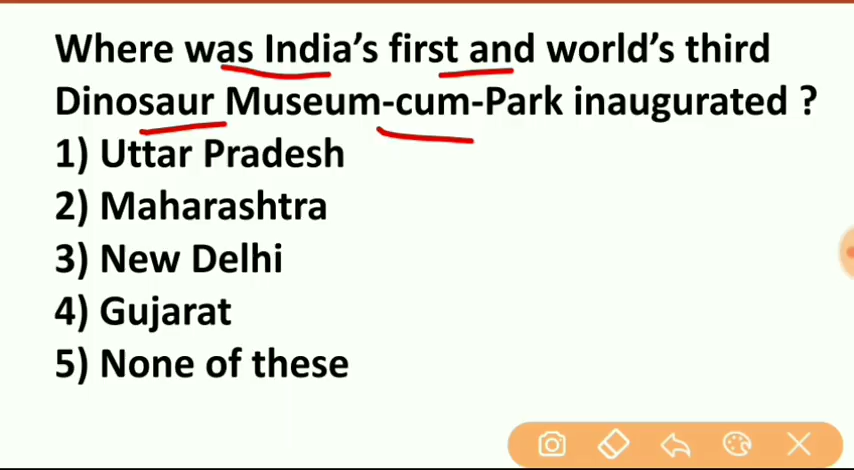 Where was India's first and world's third
Dinosaur Museum-cum-Park inaugurated ?
1) Uttar Pradesh
2) Maharashtra
3) New Delhi
4) Gujarat
5) None of these